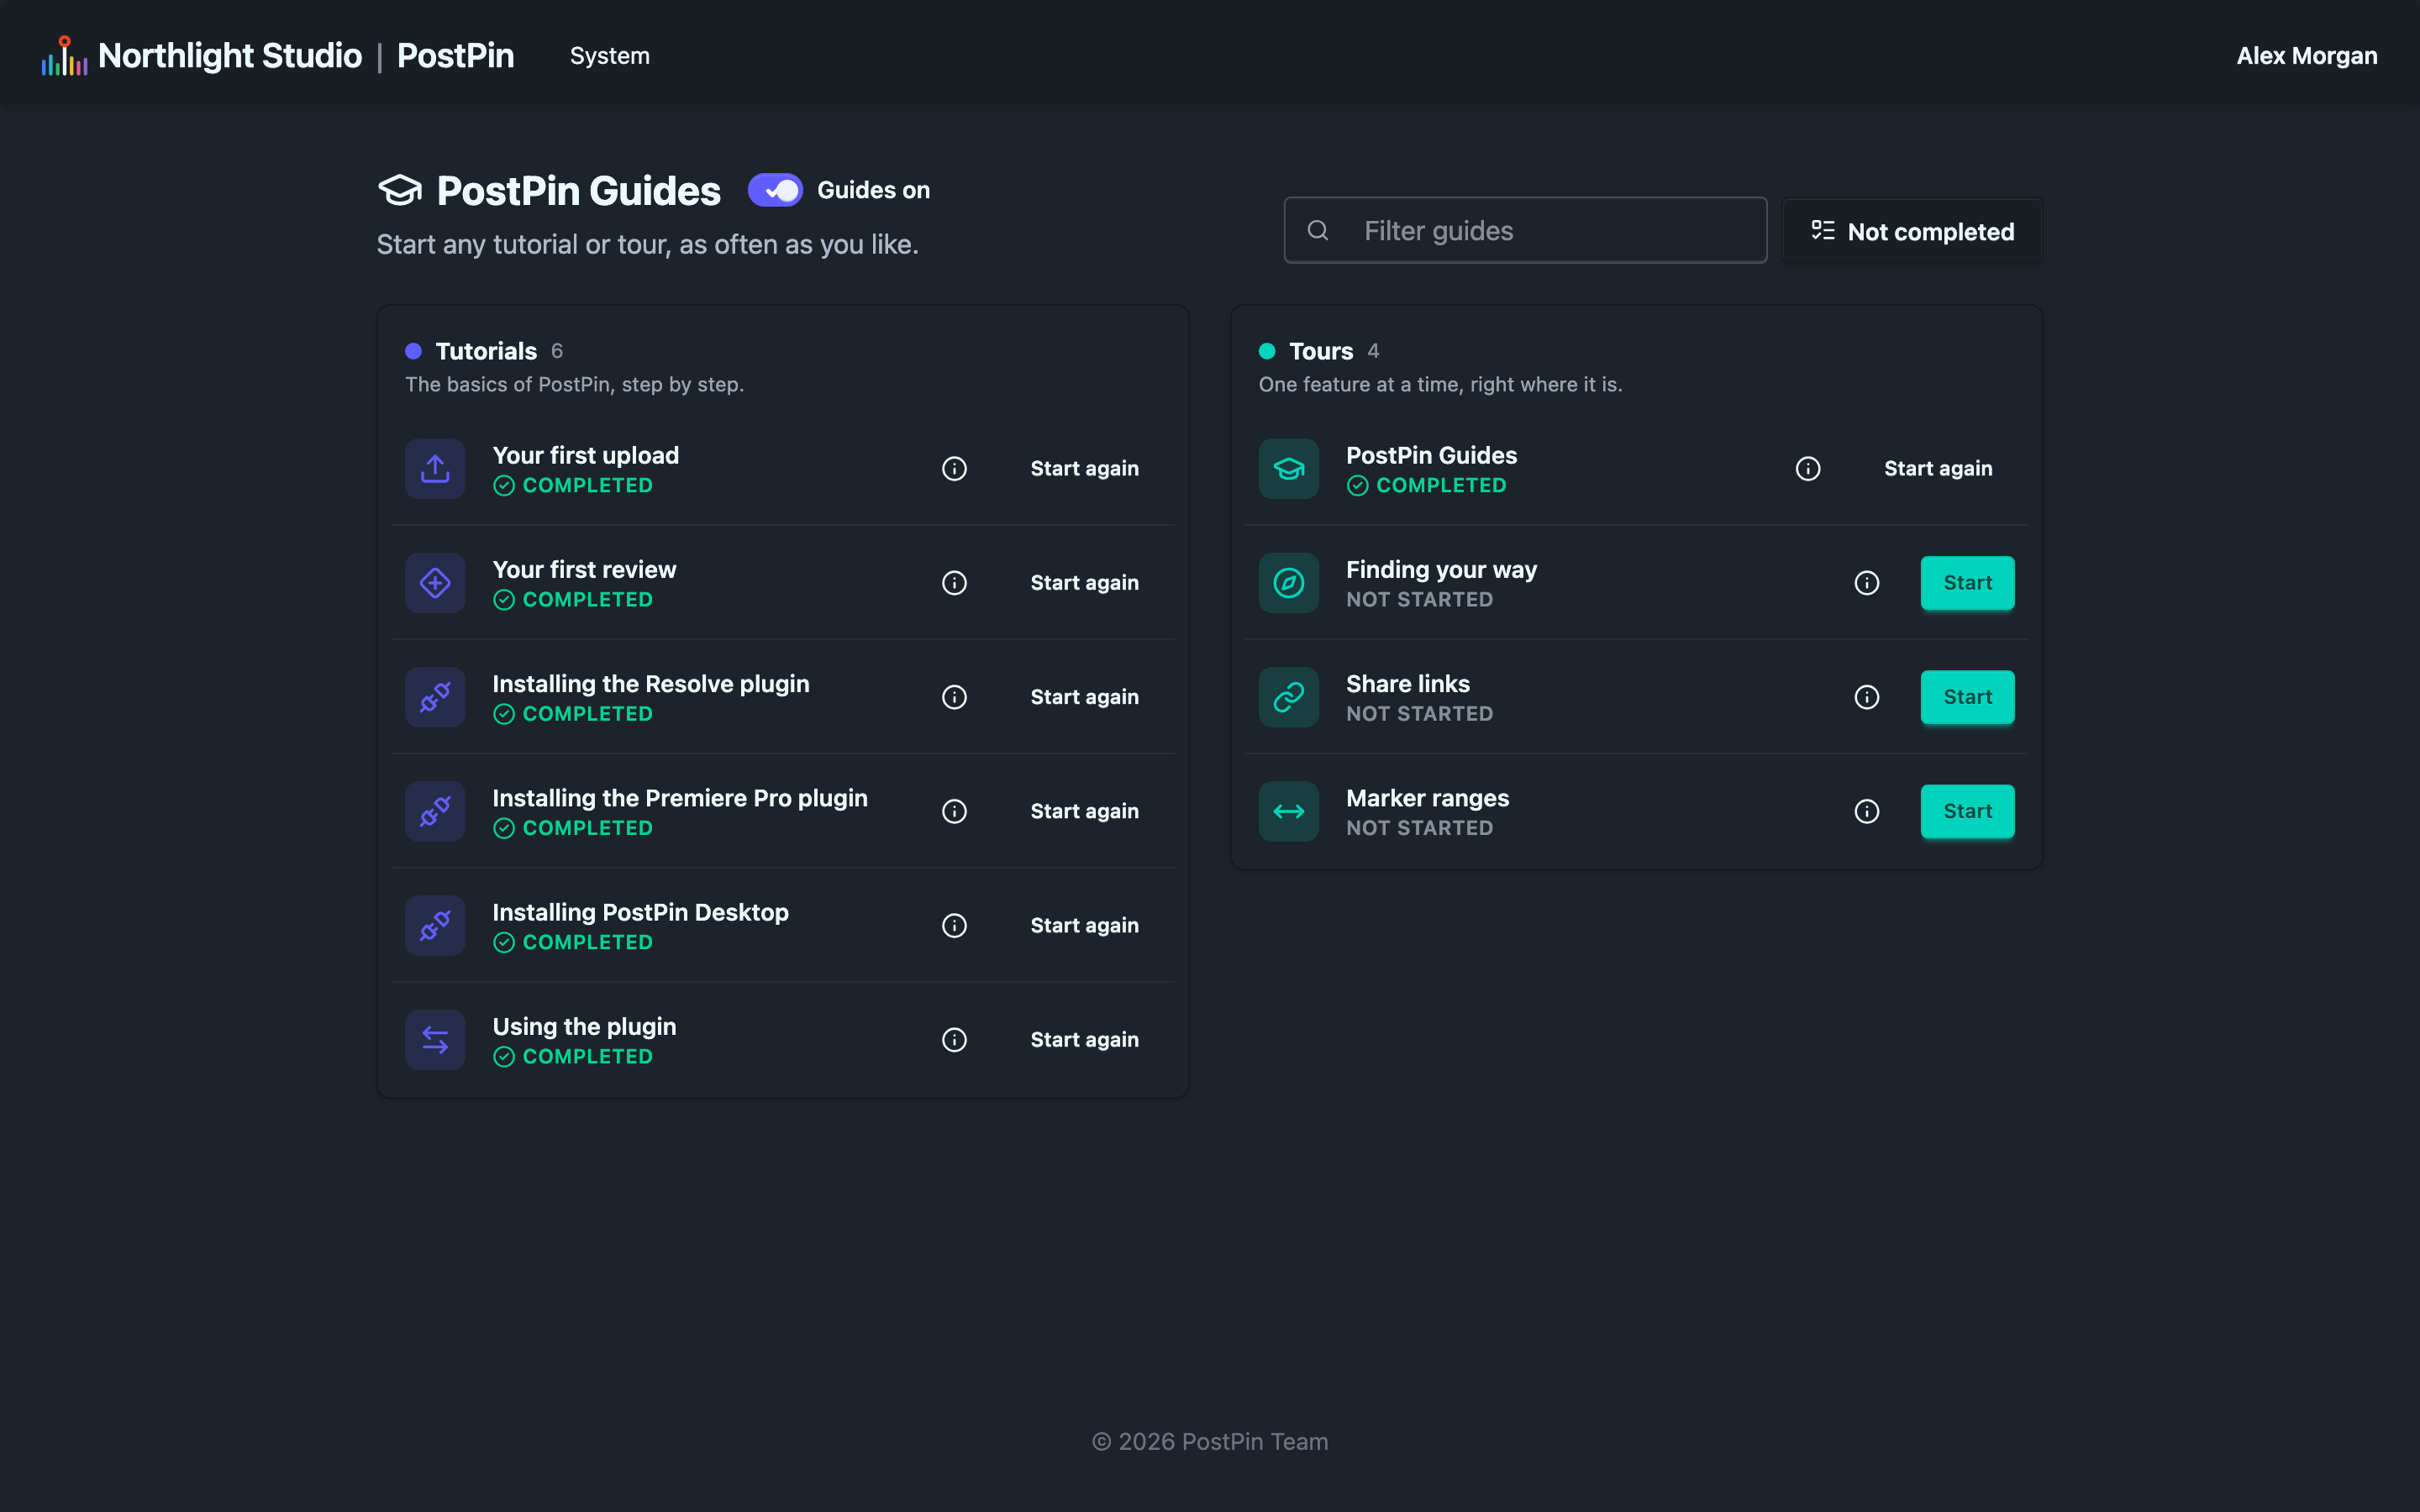 Northlight Studio | PostPin
System
Alex Morgan
PostPin Guides
Guides on
Start any tutorial or tour, as often as you like.
Filter guides
Not completed
Tutorials 6
The basics of PostPin, step by step.
Your first upload
COMPLETED
Start again
Your first review
COMPLETED
Start again
Installing the Resolve plugin
COMPLETED
Start again
Installing the Premiere Pro plugin
COMPLETED
Start again
Installing PostPin Desktop
COMPLETED
Start again
Using the plugin
COMPLETED
Start again
Tours 4
One feature at a time, right where it is.
PostPin Guides
COMPLETED
Start again
Finding your way
NOT STARTED
Start
Share links
NOT STARTED
Start
Marker ranges
NOT STARTED
Start
© 2026 PostPin Team